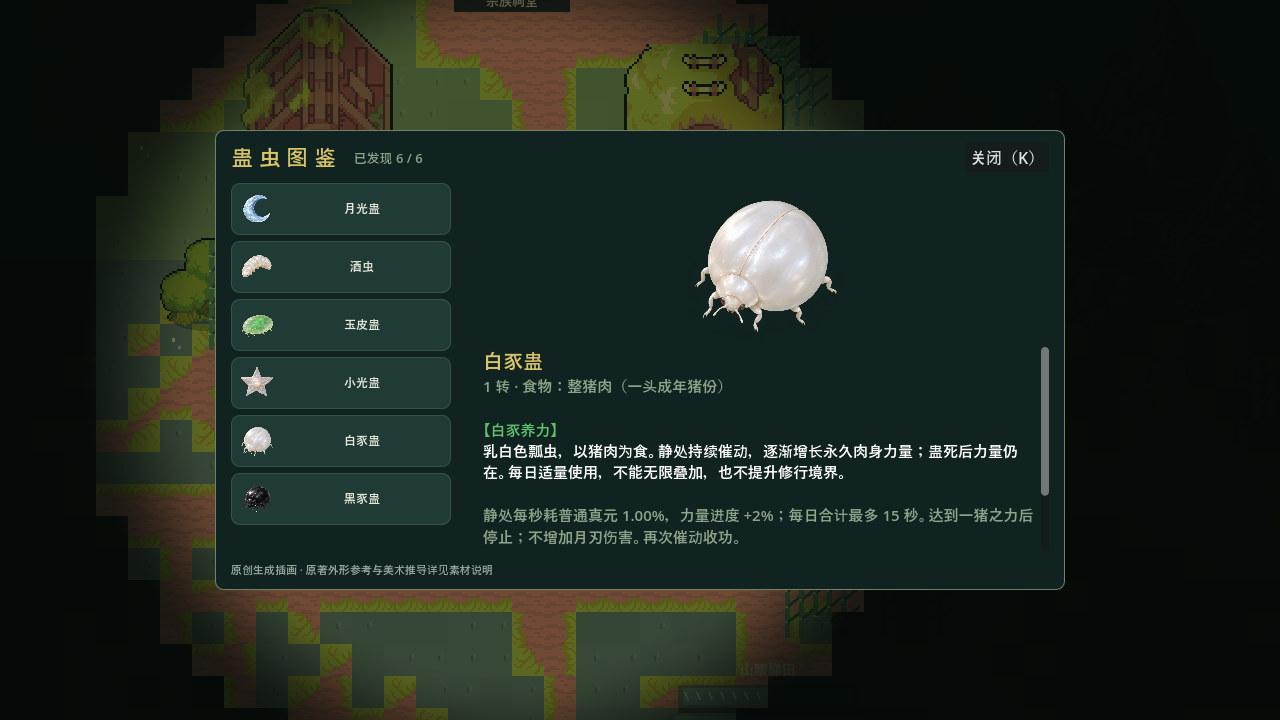 宗族祠堂
蛊虫图鉴 已发现 6 / 6
关闭（K）
月光蛊
酒虫
玉皮蛊
小光蛊
白豕蛊
黑豕蛊
白豕蛊
1 转 · 食物：整猪肉（一头成年猪份）
【白豕养力】
乳白色瓢虫，以猪肉为食。静处持续催动，逐渐增长永久肉身力量；蛊死后力量仍
在。每日适量使用，不能无限叠加，也不提升修行境界。
静处每秒耗普通真元 1.00%，力量进度 +2%；每日合计最多 15 秒。达到一猪之力后
停止；不增加月刃伤害。再次催动收功。
原创生成插画 · 原著外形参考与美术推导详见素材说明